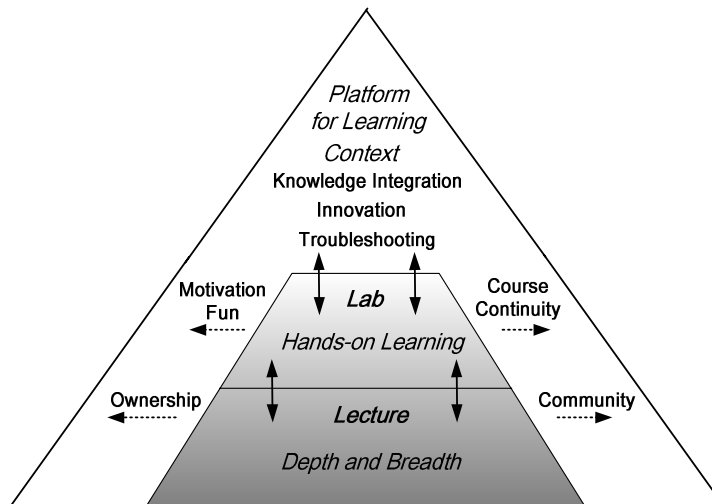 Platform
for Learning
Context
Knowledge Integration
Innovation
Troubleshooting
Motivation
Fun
Lab
Course
Continuity
Hands-on Learning
Ownership
Lecture
Community
Depth and Breadth